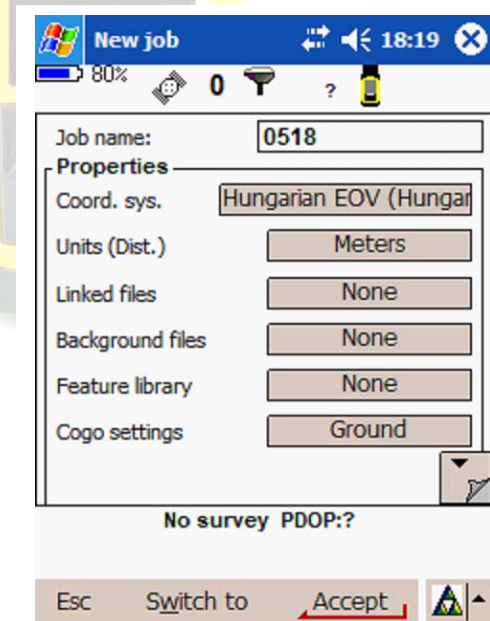 New job 18:19
80% 0 ?
Job name: 0518
Properties
Coord. sys. Hungarian EOV (Hungar
Units (Dist.) Meters
Linked files None
Background files None
Feature library None
Cogo settings Ground
No survey PDOP:?
Esc Switch to Accept